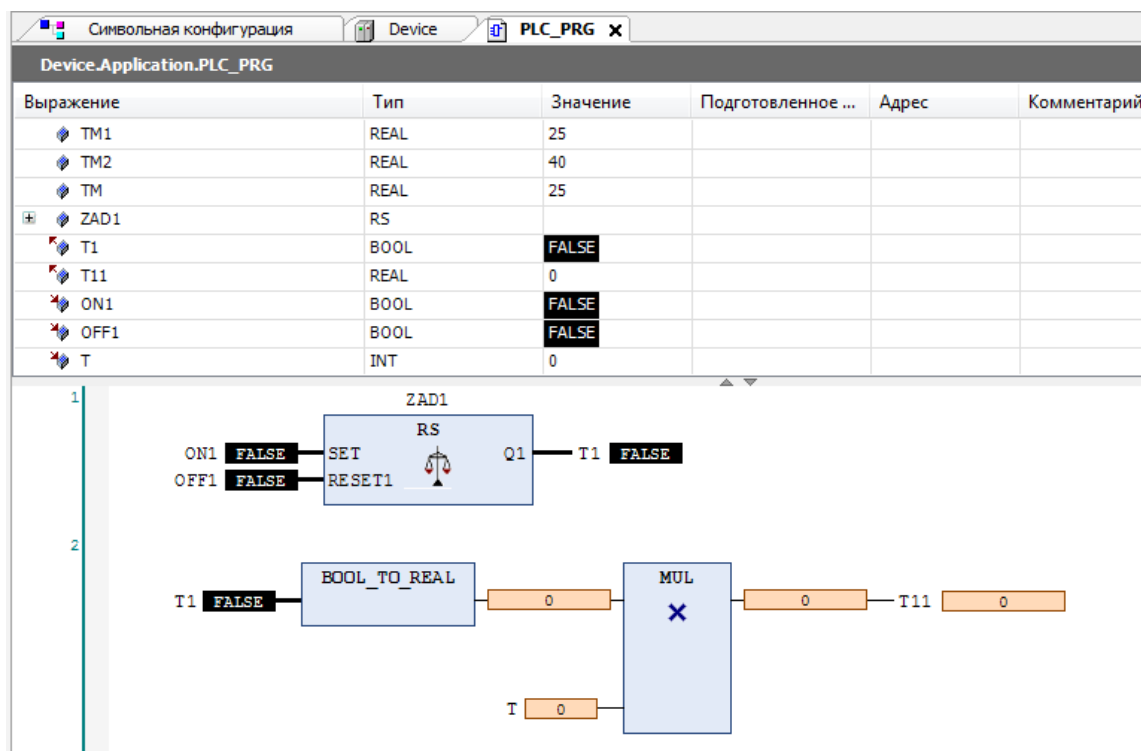 Символьная конфигурация Device PLC_PRG
Device.Application.PLC_PRG
Выражение Тип Значение Подготовленное ... Адрес Комментарий
TM1 REAL 25
TM2 REAL 40
TM REAL 25
ZAD1 RS
T1 BOOL FALSE
T11 REAL 0
ON1 BOOL FALSE
OFF1 BOOL FALSE
T INT 0
1
ZAD1
RS
ON1 FALSE SET Q1 T1 FALSE
OFF1 FALSE RESET1
2
BOOL_TO_REAL MUL
T1 FALSE 0 0 T11 0
T 0